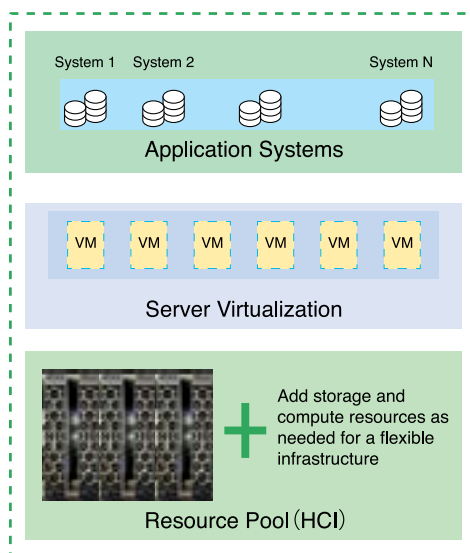 System 1 System 2 System N
Application Systems
VM VM VM VM VM VM
Server Virtualization
Add storage and
compute resources as
needed for a flexible
infrastructure
Resource Pool（HCI）